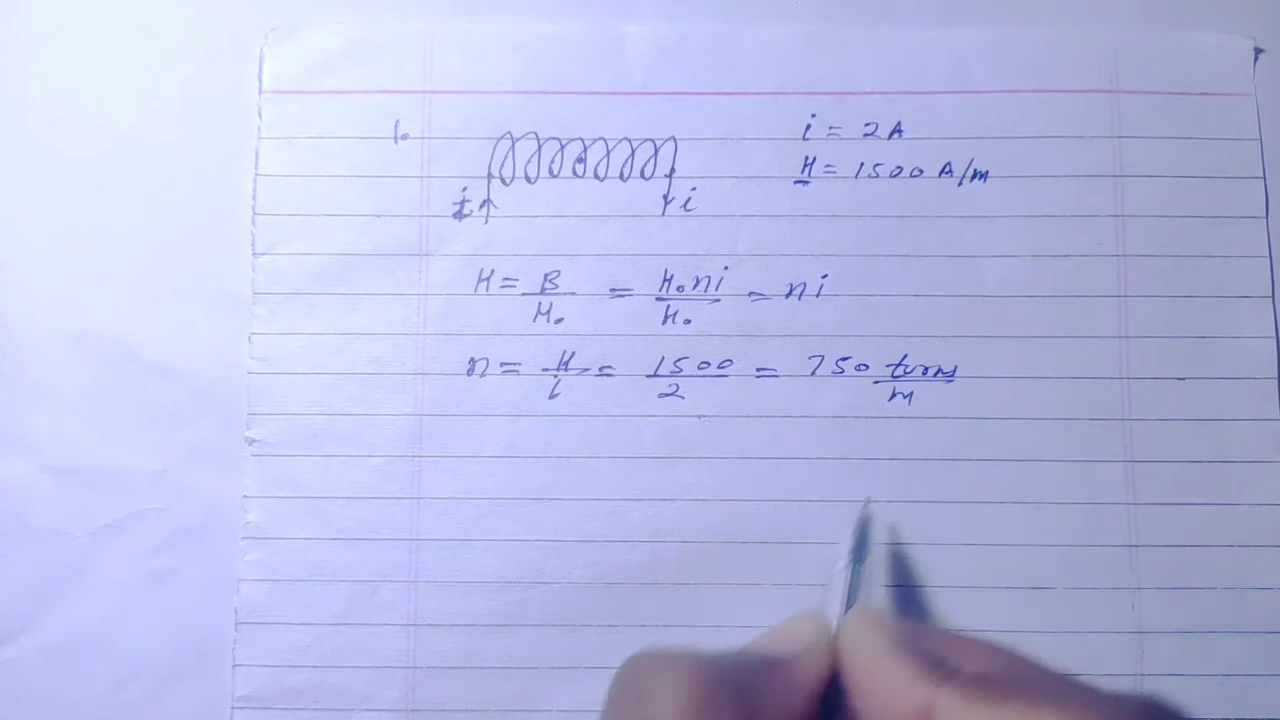 1.
i = 2A
H = 1500 A/m
i i
H = B/μ₀ = μ₀ni/μ₀ = ni
n = H/i = 1500/2 = 750 turns/m